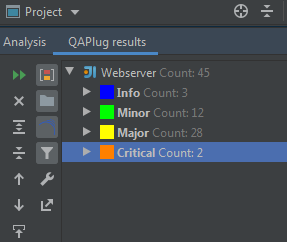 Project
Analysis QAPlug results
Webserver Count: 45
Info Count: 3
Minor Count: 12
Major Count: 28
Critical Count: 2